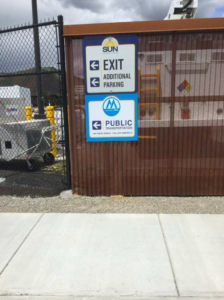 SUN
EXIT
ADDITIONAL
PARKING
PUBLIC
TRANSPORTATION